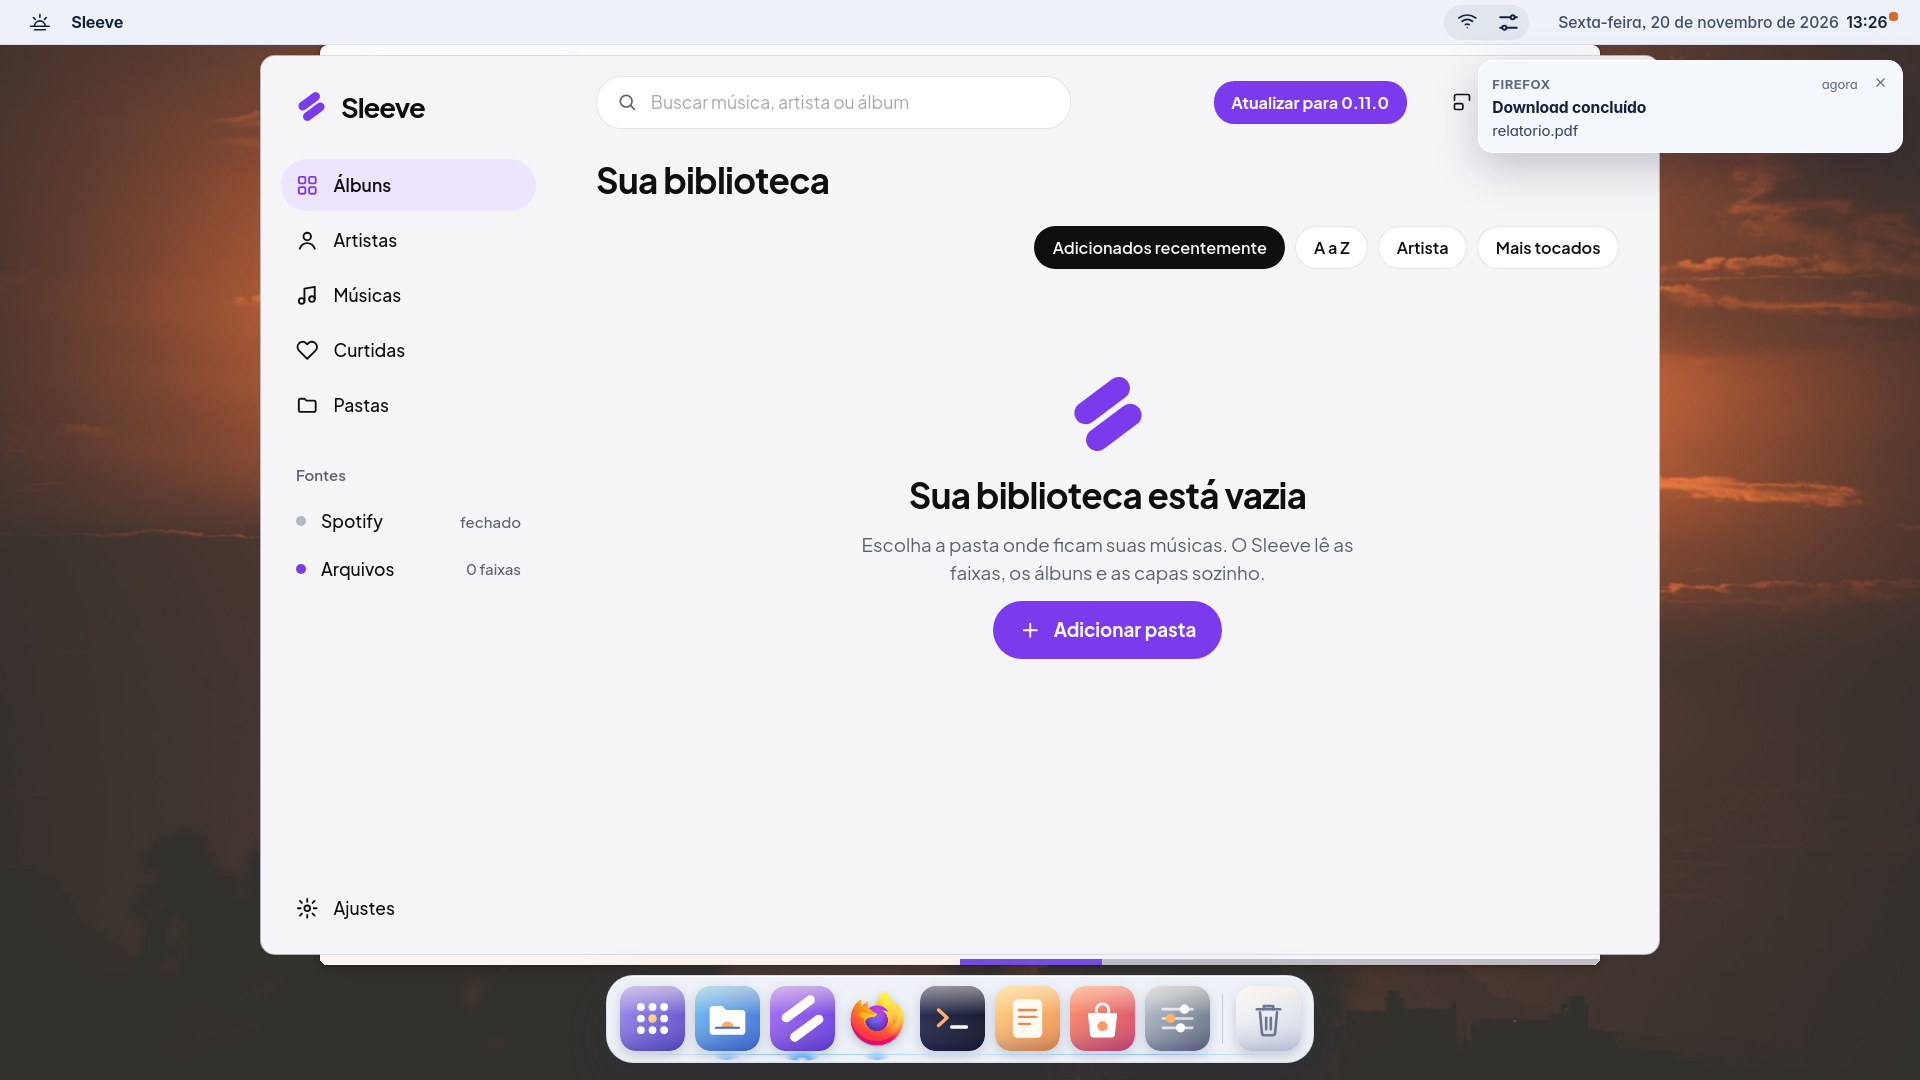 Sleeve
Sexta-feira, 20 de novembro de 2026 13:26
Sleeve
Buscar música, artista ou álbum
Atualizar para 0.11.0
FIREFOX
agora
Download concluído
relatorio.pdf
Álbuns
Artistas
Músicas
Curtidas
Pastas
Fontes
Spotify fechado
Arquivos 0 faixas
Ajustes
Sua biblioteca
Adicionados recentemente
A a Z
Artista
Mais tocados
Sua biblioteca está vazia
Escolha a pasta onde ficam suas músicas. O Sleeve lê as
faixas, os álbuns e as capas sozinho.
Adicionar pasta